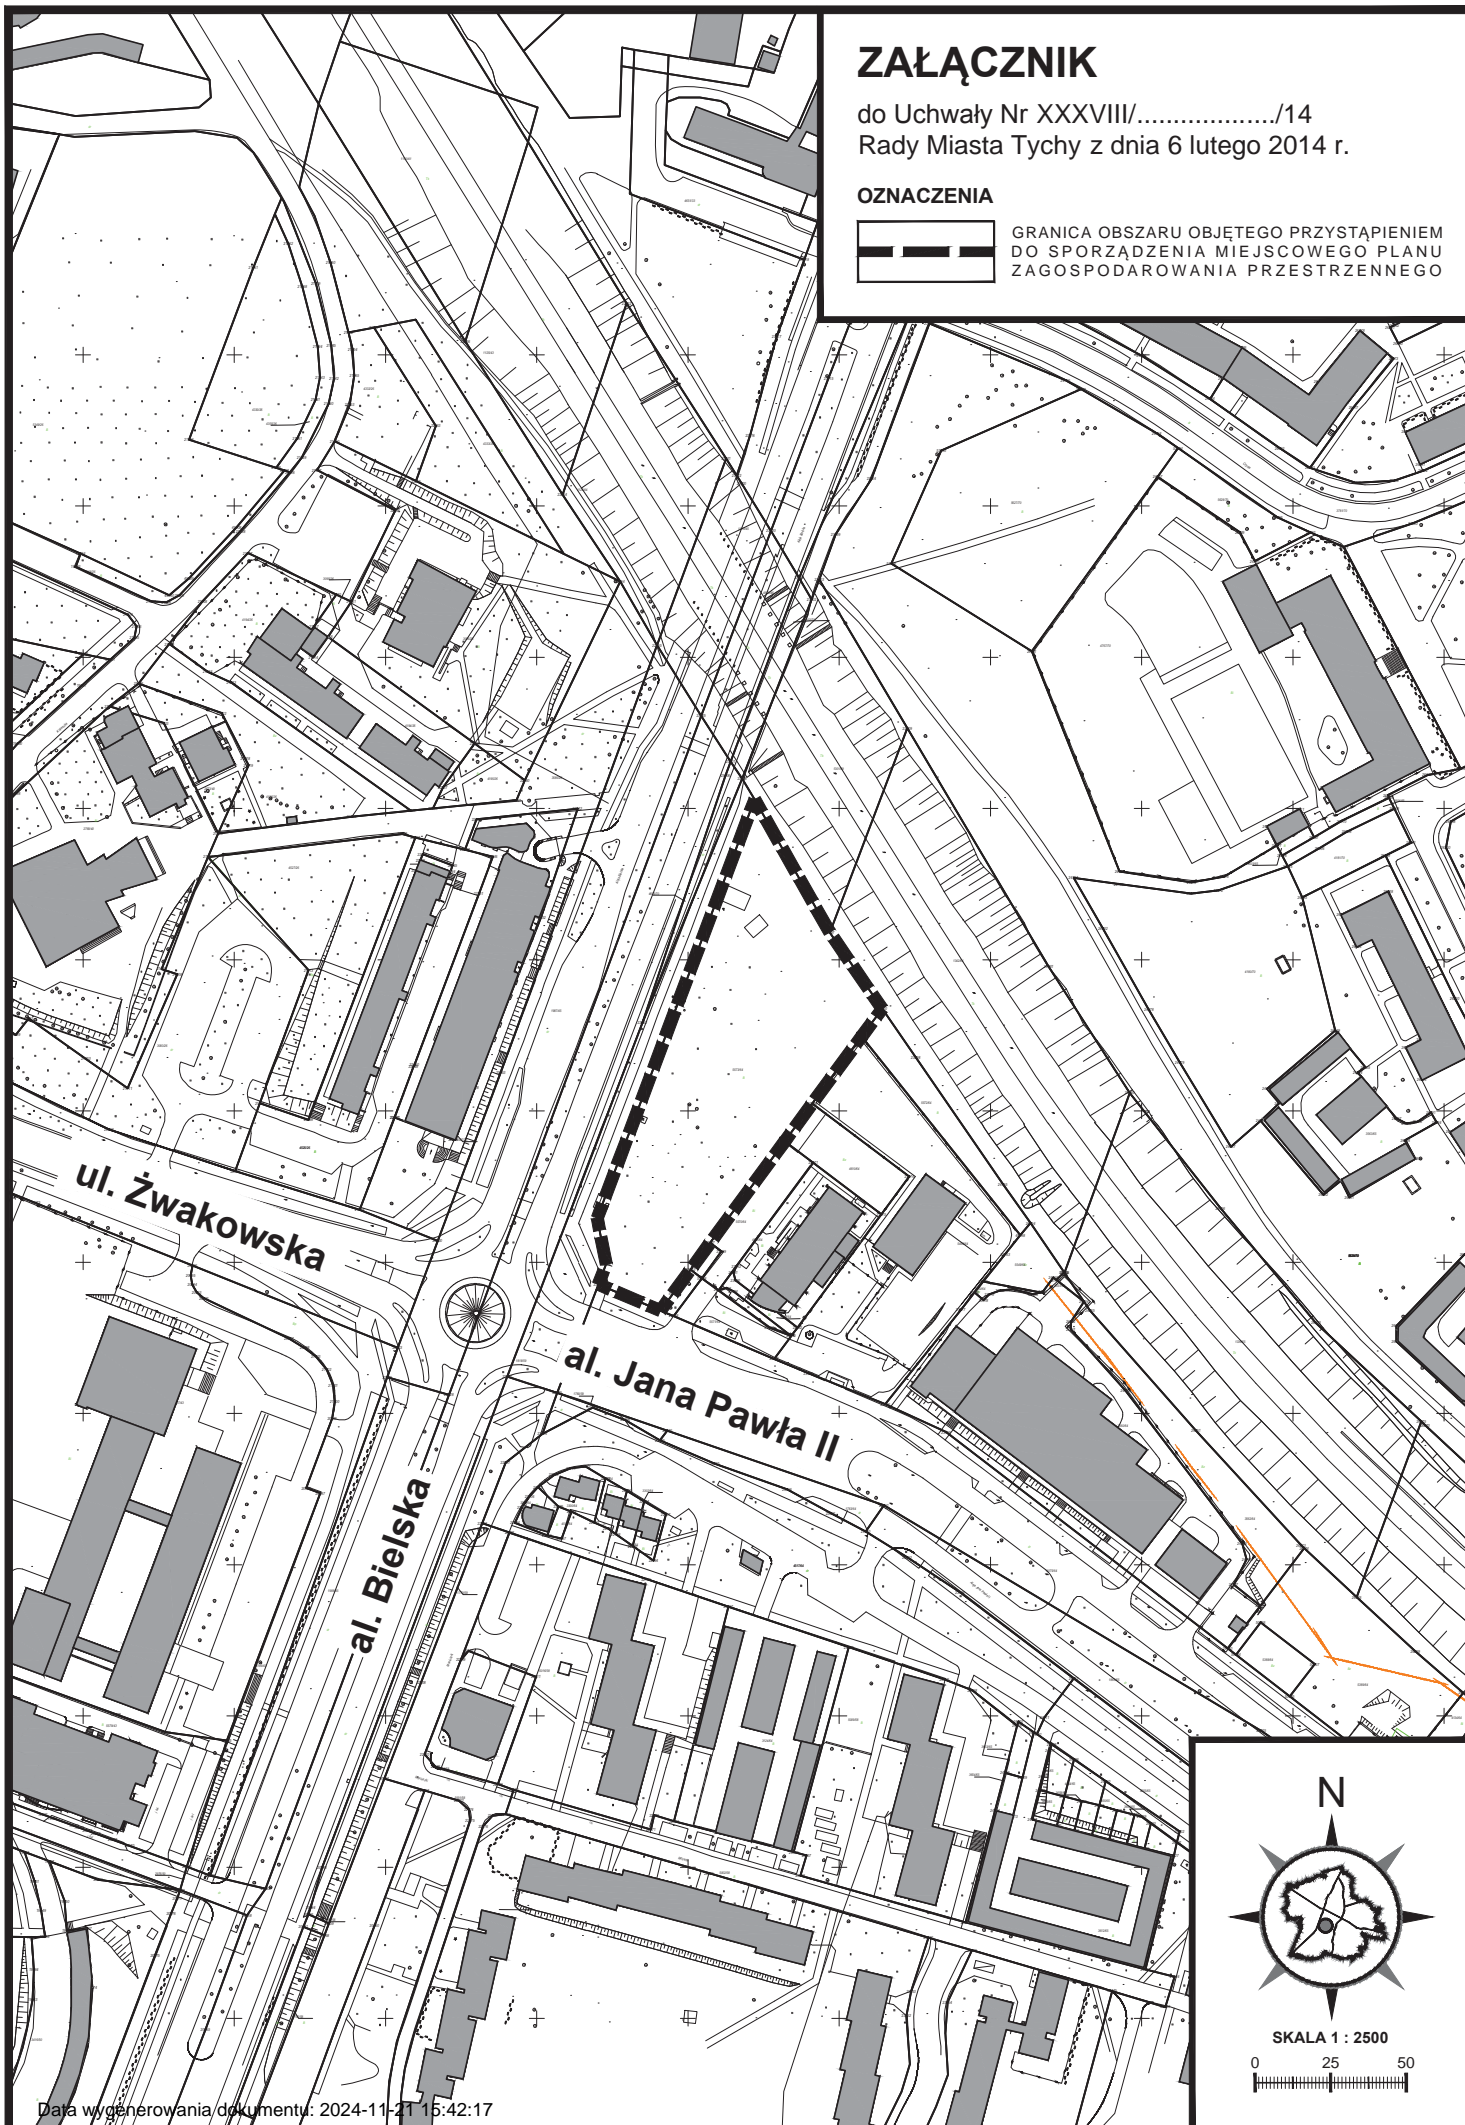 ZAŁĄCZNIK
do Uchwały Nr XXXVIII/.................../14
Rady Miasta Tychy z dnia 6 lutego 2014 r.
OZNACZENIA
GRANICA OBSZARU OBJĘTEGO PRZYSTĄPIENIEM
DO SPORZĄDZENIA MIEJSCOWEGO PLANU
ZAGOSPODAROWANIA PRZESTRZENNEGO
ul. Żwakowska
al. Jana Pawła II
al. Bielska
N
SKALA 1 : 2500
0 25 50
Data wygenerowania dokumentu: 2024-11-21 15:42:17